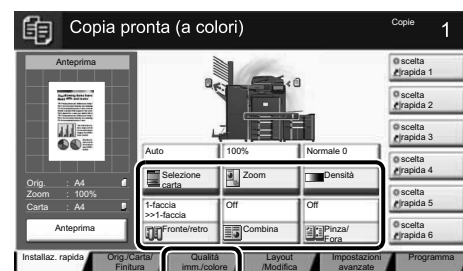 Copia pronta (a colori)
Copie 1
Anteprima
Orig. : A4
Zoom : 100%
Carta : A4
Anteprima
Auto
100%
Normale 0
Selezione carta
Zoom
Densità
1-faccia
>>1-faccia
Off
Off
Fronte/retro
Combina
Pinza/
Fora
scelta
rapida 1
scelta
rapida 2
scelta
rapida 3
scelta
rapida 4
scelta
rapida 5
scelta
rapida 6
Installaz. rapida
Orig./Carta/
Finitura
Qualità
imm./colore
Layout
/Modifica
Impostazioni
avanzate
Programma